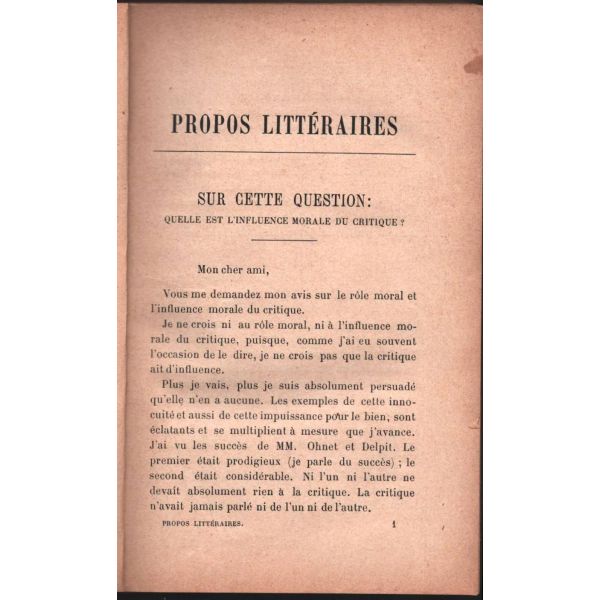 PROPOS LITTÉRAIRES
SUR CETTE QUESTION:
QUELLE EST L'INFLUENCE MORALE DU CRITIQUE ?
Mon cher ami,
Vous me demandez mon avis sur le rôle moral et
l'influence morale du critique.
Je ne crois ni au rôle moral, ni à l'influence mo-
rale du critique, puisque, comme j'ai eu souvent
l'occasion de le dire, je ne crois pas que la critique
ait d'influence.
Plus je vais, plus je suis absolument persuadé
qu'elle n'en a aucune. Les exemples de cette inno-
cuité et aussi de cette impuissance pour le bien, sont
éclatants et se multiplient à mesure que j'avance.
J'ai vu les succès de MM. Ohnet et Delpit. Le
premier était prodigieux (je parle du succès) ; le
second était considérable. Ni l'un ni l'autre ne
devait absolument rien à la critique. La critique
n'avait jamais parlé ni de l'un ni de l'autre.
PROPOS LITTÉRAIRES. 1